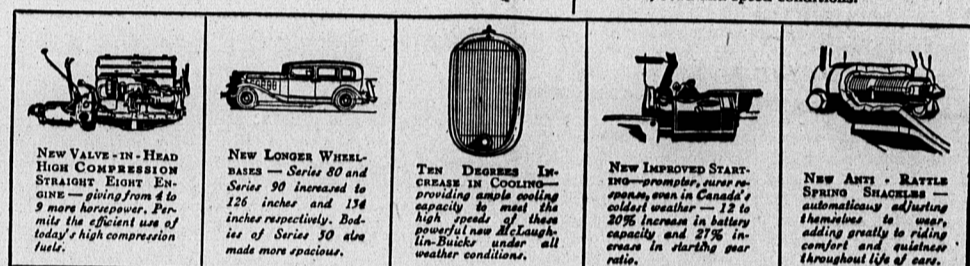 and speed conditions.
NEW VALVE - IN - HEAD
HIGH COMPRESSION
STRAIGHT EIGHT EN-
GINE — giving from 4 to
9 more horsepower. Per-
mits the efficient use of
today's high compression
fuels.
NEW LONGER WHEEL-
BASES — Series 80 and
Series 90 increased to
126 inches and 134
inches respectively. Bod-
ies of Series 50 also
made more spacious.
TEN DEGREES IN-
CREASE IN COOLING—
providing ample cooling
capacity to meet the
high speeds of these
powerful new McLaugh-
lin-Buicks under all
weather conditions.
NEW IMPROVED START-
ING—prompter, surer re-
sponse, even in Canada's
coldest weather — 12 to
20% increase in battery
capacity and 27% in-
crease in starting gear
ratio.
NEW ANTI - RATTLE
SPRING SHACKLES —
automatically adjusting
themselves to wear,
adding greatly to riding
comfort and quietness
throughout life of cars.